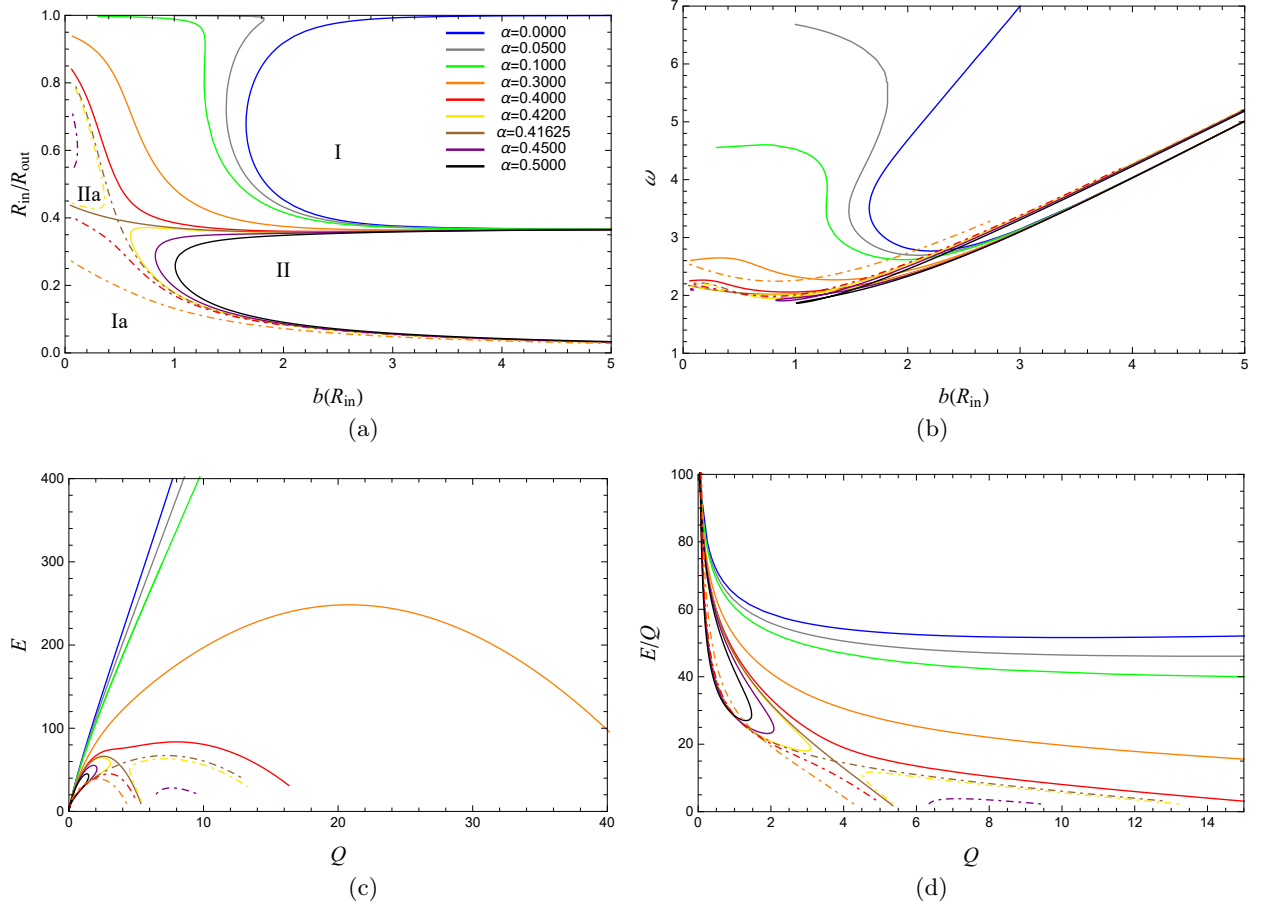 1.0
0.8
0.6
0.4
0.2
0.0
R_in/R_out
0 1 2 3 4 5
b(R_in)
α=0.0000
α=0.0500
α=0.1000
α=0.3000
α=0.4000
α=0.4200
α=0.41625
α=0.4500
α=0.5000
I
IIa
II
Ia
(a)
7
6
5
4
3
2
1
ω
0 1 2 3 4 5
b(R_in)
(b)
400
300
200
100
0
E
0 10 20 30 40
Q
(c)
100
80
60
40
20
0
E/Q
0 2 4 6 8 10 12 14
Q
(d)